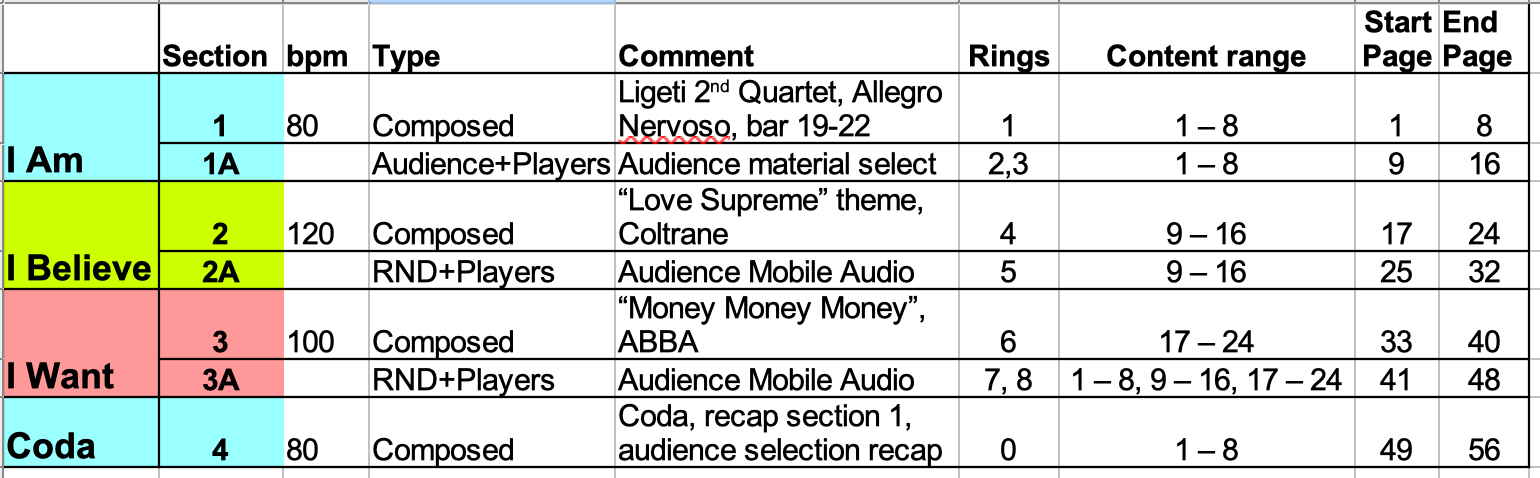 Section bpm Type Comment Rings Content range Start Page End Page
I Am 1 80 Composed Ligeti 2nd Quartet, Allegro Nervoso, bar 19-22 1 1 – 8 1 8
1A Audience+Players Audience material select 2,3 1 – 8 9 16
I Believe 2 120 Composed “Love Supreme” theme, Coltrane 4 9 – 16 17 24
2A RND+Players Audience Mobile Audio 5 9 – 16 25 32
I Want 3 100 Composed “Money Money Money”, ABBA 6 17 – 24 33 40
3A RND+Players Audience Mobile Audio 7, 8 1 – 8, 9 – 16, 17 – 24 41 48
Coda 4 80 Composed Coda, recap section 1, audience selection recap 0 1 – 8 49 56